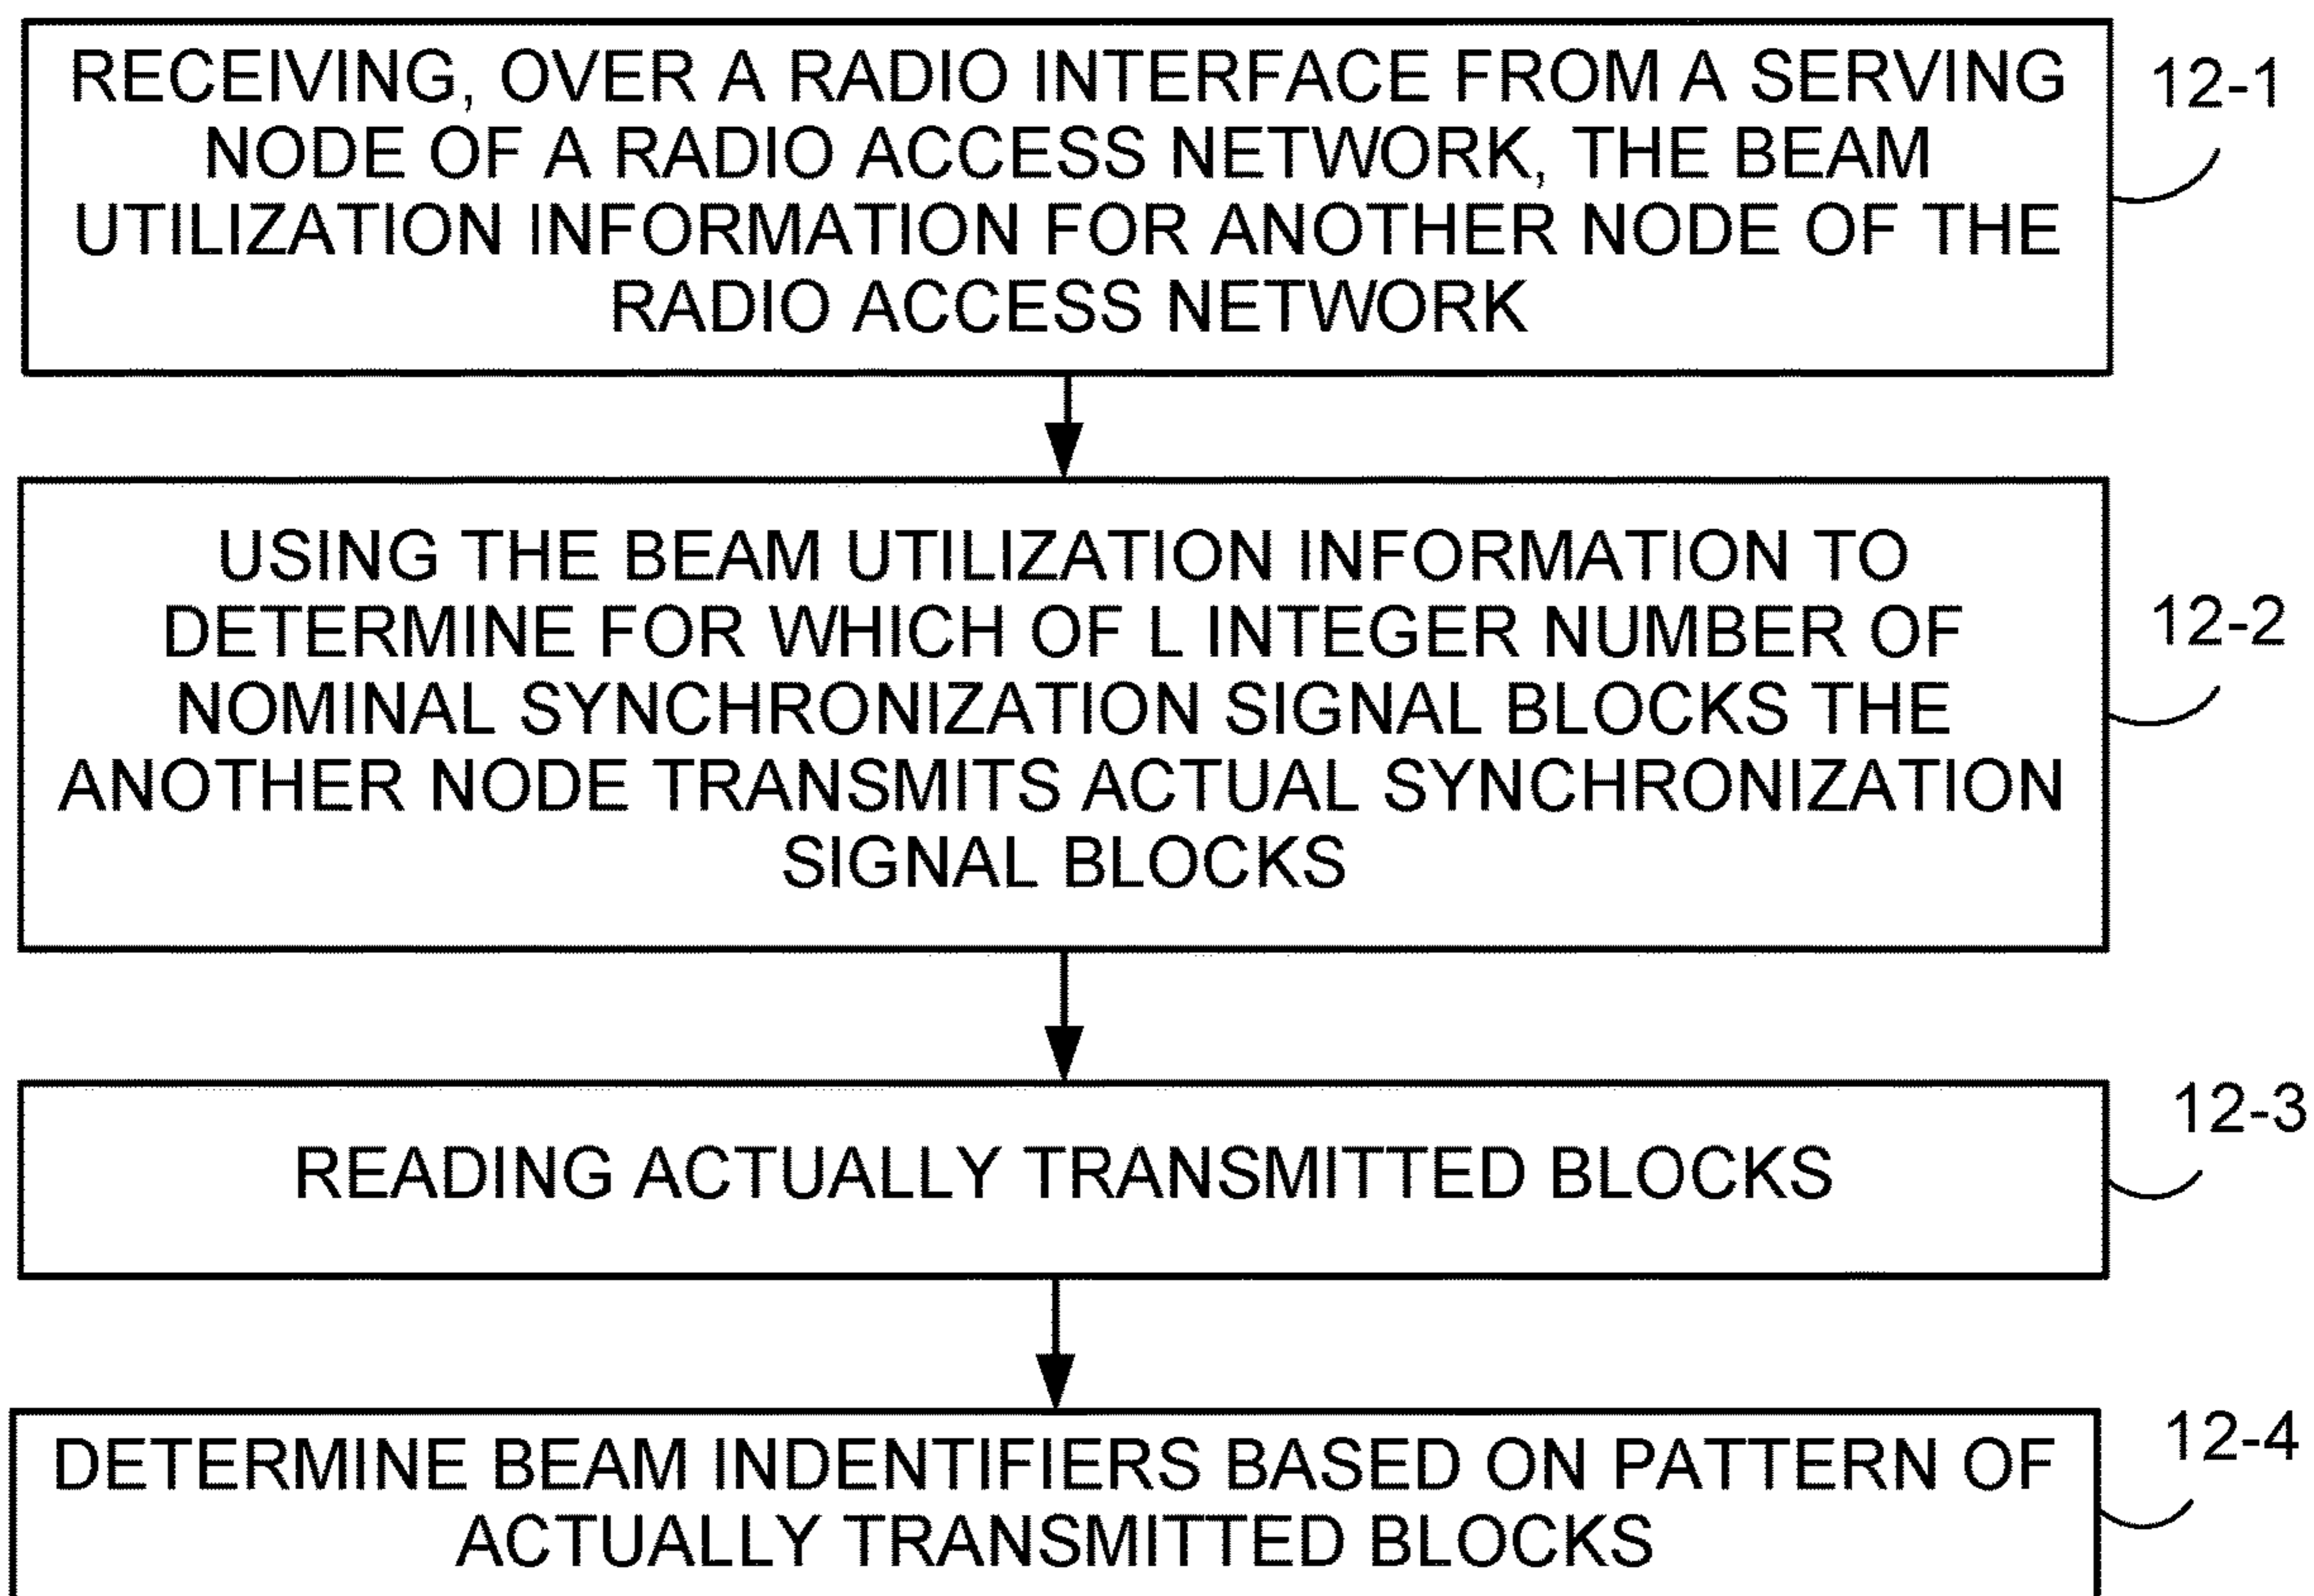 RECEIVING, OVER A RADIO INTERFACE FROM A SERVING
NODE OF A RADIO ACCESS NETWORK, THE BEAM
UTILIZATION INFORMATION FOR ANOTHER NODE OF THE
RADIO ACCESS NETWORK
12-1
USING THE BEAM UTILIZATION INFORMATION TO
DETERMINE FOR WHICH OF L INTEGER NUMBER OF
NOMINAL SYNCHRONIZATION SIGNAL BLOCKS THE
ANOTHER NODE TRANSMITS ACTUAL SYNCHRONIZATION
SIGNAL BLOCKS
12-2
READING ACTUALLY TRANSMITTED BLOCKS
12-3
DETERMINE BEAM INDENTIFIERS BASED ON PATTERN OF
ACTUALLY TRANSMITTED BLOCKS
12-4